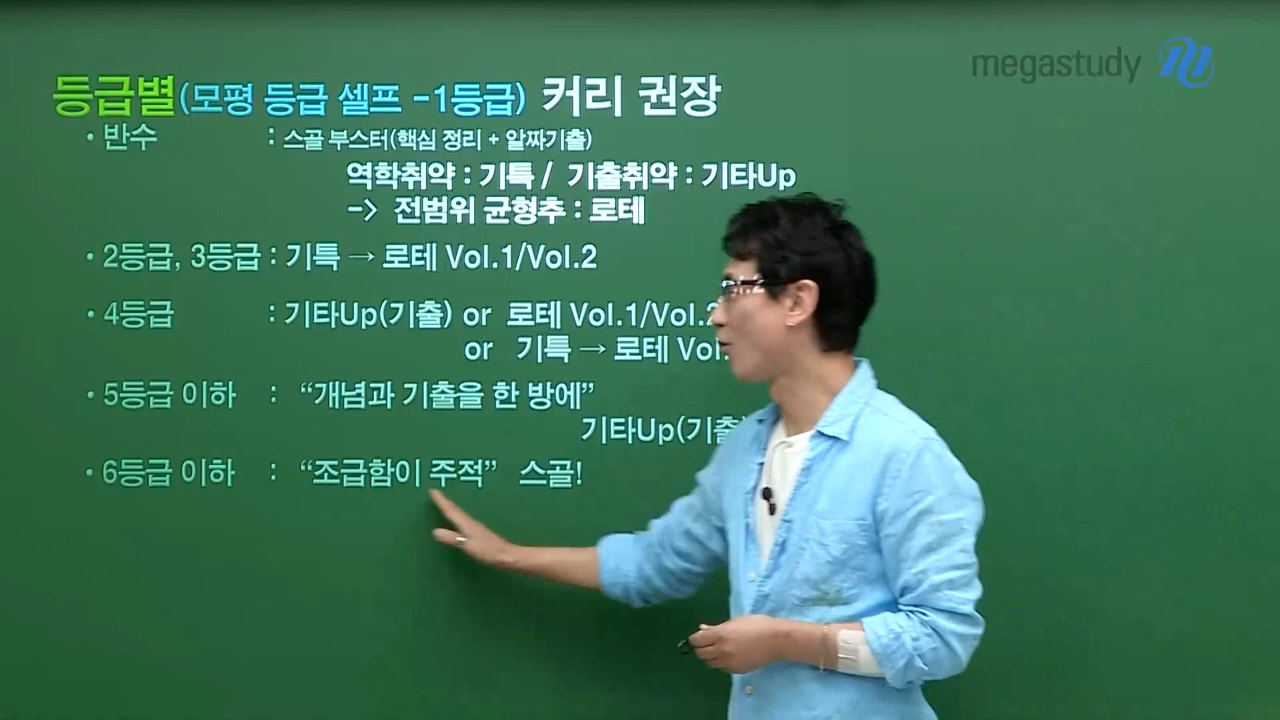 megastudy
등급별(모평 등급 셀프 -1등급) 커리 권장
• 반수 : 스골 부스터(핵심 정리 + 알짜기출)
역학취약 : 기특 / 기출취약 : 기타Up
-> 전범위 균형추 : 로테
• 2등급, 3등급 : 기특 → 로테 Vol.1/Vol.2
• 4등급 : 기타Up(기출) or 로테 Vol.1/Vol.2
or 기특 → 로테 Vol.
• 5등급 이하 : “개념과 기출을 한 방에”
기타Up(기출)
• 6등급 이하 : “조급함이 주적” 스골!